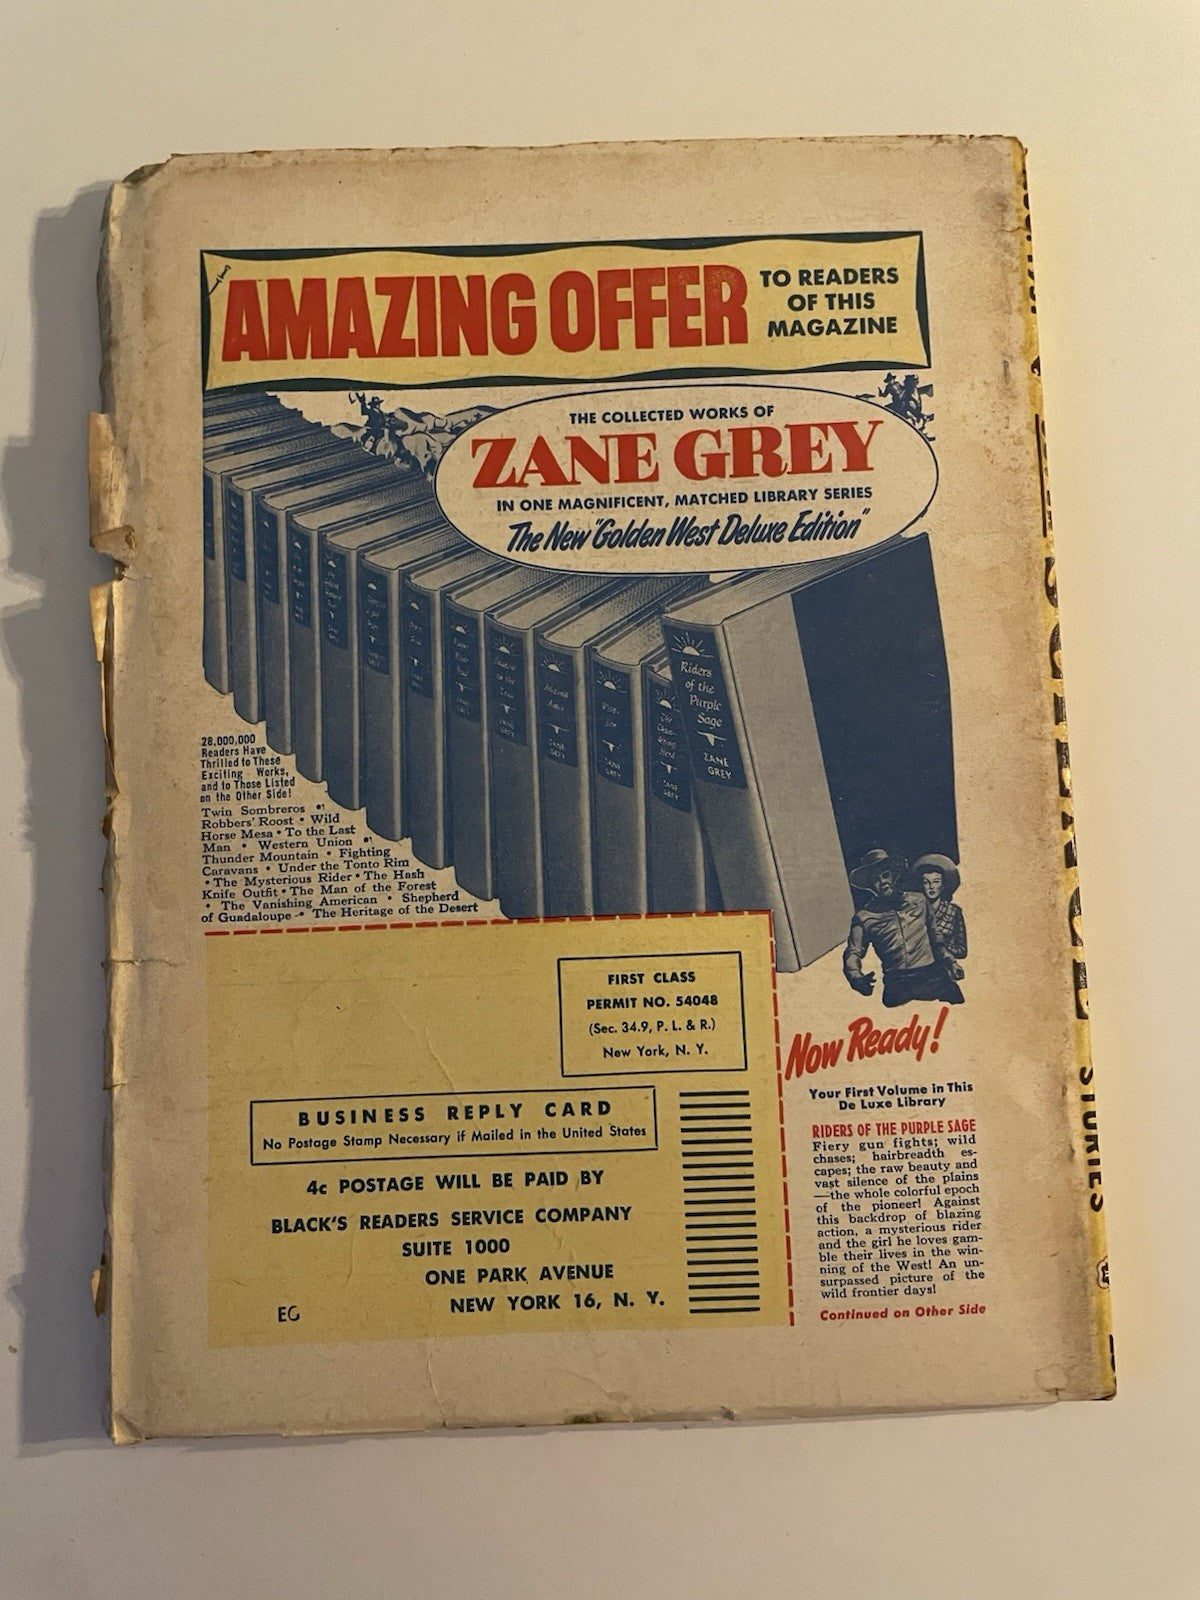 AMAZING OFFER
TO READERS
OF THIS
MAGAZINE
THE COLLECTED WORKS OF
ZANE GREY
IN ONE MAGNIFICENT, MATCHED LIBRARY SERIES
The New "Golden West Deluxe Edition"
Riders
of the
Purple
Sage
ZANE
GREY
28,000,000
Readers Have
Thrilled to These
Exciting Works,
and to Those Listed
on the Other Side!
Twin Sombreros •
Robbers' Roost • Wild
Horse Mesa • To the Last
Man • Western Union •
Thunder Mountain • Fighting
Caravans • Under the Tonto Rim
• The Mysterious Rider • The Hash
Knife Outfit • The Man of the Forest
• The Vanishing American • Shepherd
of Guadaloupe • The Heritage of the Desert
FIRST CLASS
PERMIT NO. 54048
(Sec. 34.9, P. L. & R.)
New York, N. Y.
BUSINESS REPLY CARD
No Postage Stamp Necessary if Mailed in the United States
4c POSTAGE WILL BE PAID BY
BLACK'S READERS SERVICE COMPANY
SUITE 1000
ONE PARK AVENUE
NEW YORK 16, N. Y.
EG
Now Ready!
Your First Volume in This
De Luxe Library
RIDERS OF THE PURPLE SAGE
Fiery gun fights; wild
chases; hairbreadth es-
capes; the raw beauty and
vast silence of the plains
—the whole colorful epoch
of the pioneer! Against
this backdrop of blazing
action, a mysterious rider
and the girl he loves gam-
ble their lives in the win-
ning of the West! An un-
surpassed picture of the
wild frontier days!
Continued on Other Side
SCIENCE
STORIES